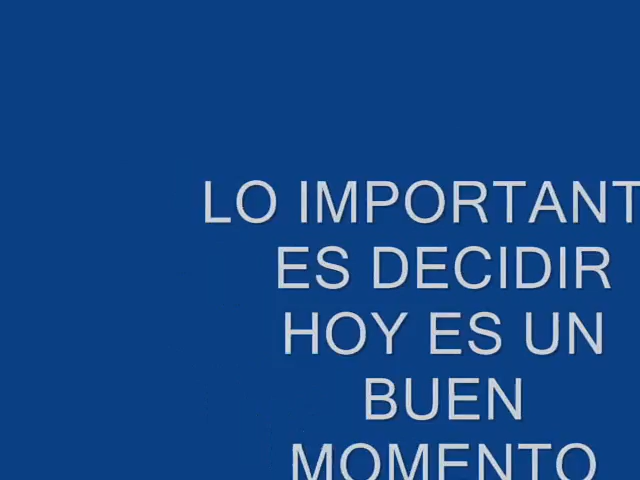 LO IMPORTANT
ES DECIDIR
HOY ES UN
BUEN
MOMENTO